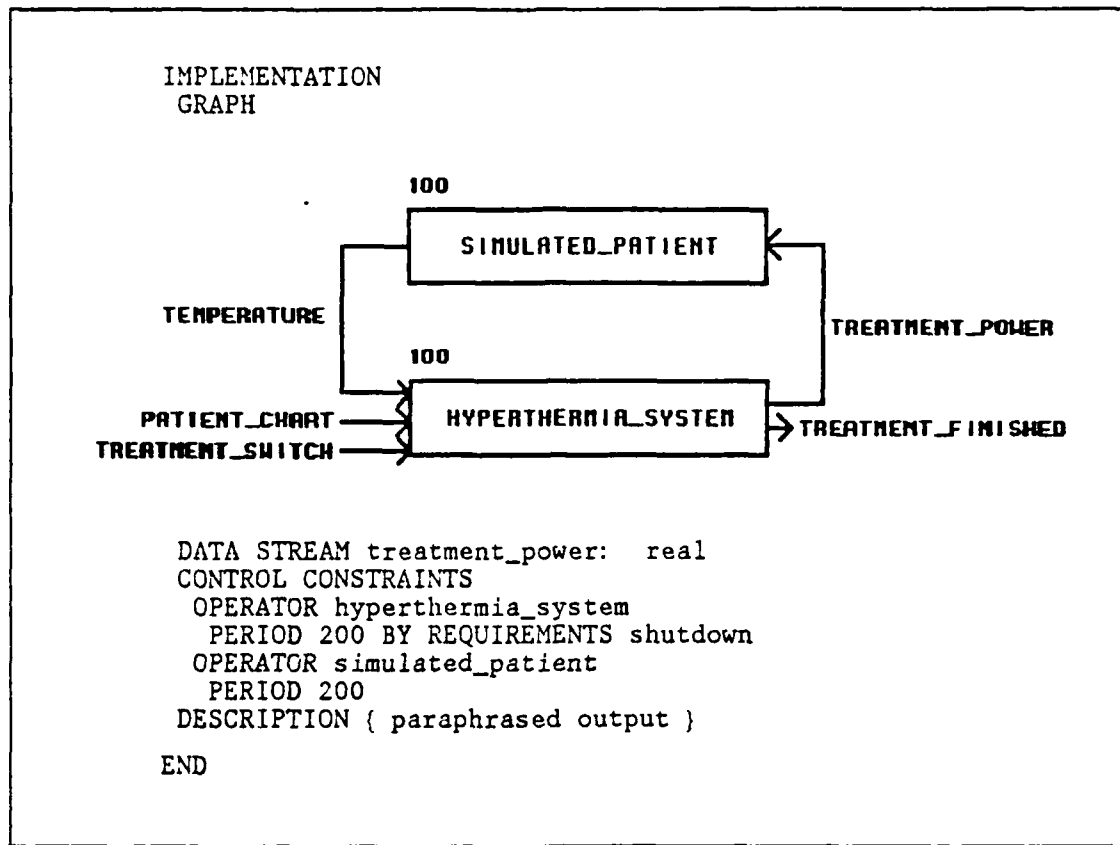 IMPLEMENTATION
GRAPH
100
SIMULATED_PATIENT
TEMPERATURE
TREATMENT_POWER
100
HYPERTHERMIA_SYSTEM
PATIENT_CHART
TREATMENT_FINISHED
TREATMENT_SWITCH
DATA STREAM treatment_power: real
CONTROL CONSTRAINTS
OPERATOR hyperthermia_system
PERIOD 200 BY REQUIREMENTS shutdown
OPERATOR simulated_patient
PERIOD 200
DESCRIPTION { paraphrased output }
END